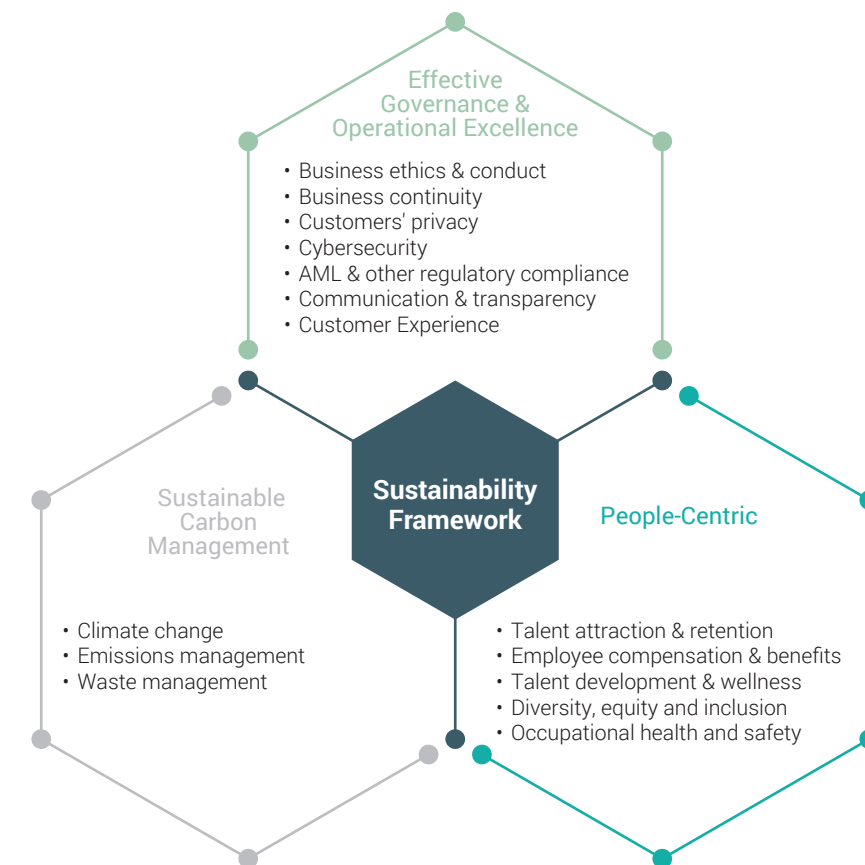 Effective
Governance &
Operational Excellence
• Business ethics & conduct
• Business continuity
• Customers' privacy
• Cybersecurity
• AML & other regulatory compliance
• Communication & transparency
• Customer Experience
Sustainability
Framework
Sustainable
Carbon
Management
• Climate change
• Emissions management
• Waste management
People-Centric
• Talent attraction & retention
• Employee compensation & benefits
• Talent development & wellness
• Diversity, equity and inclusion
• Occupational health and safety